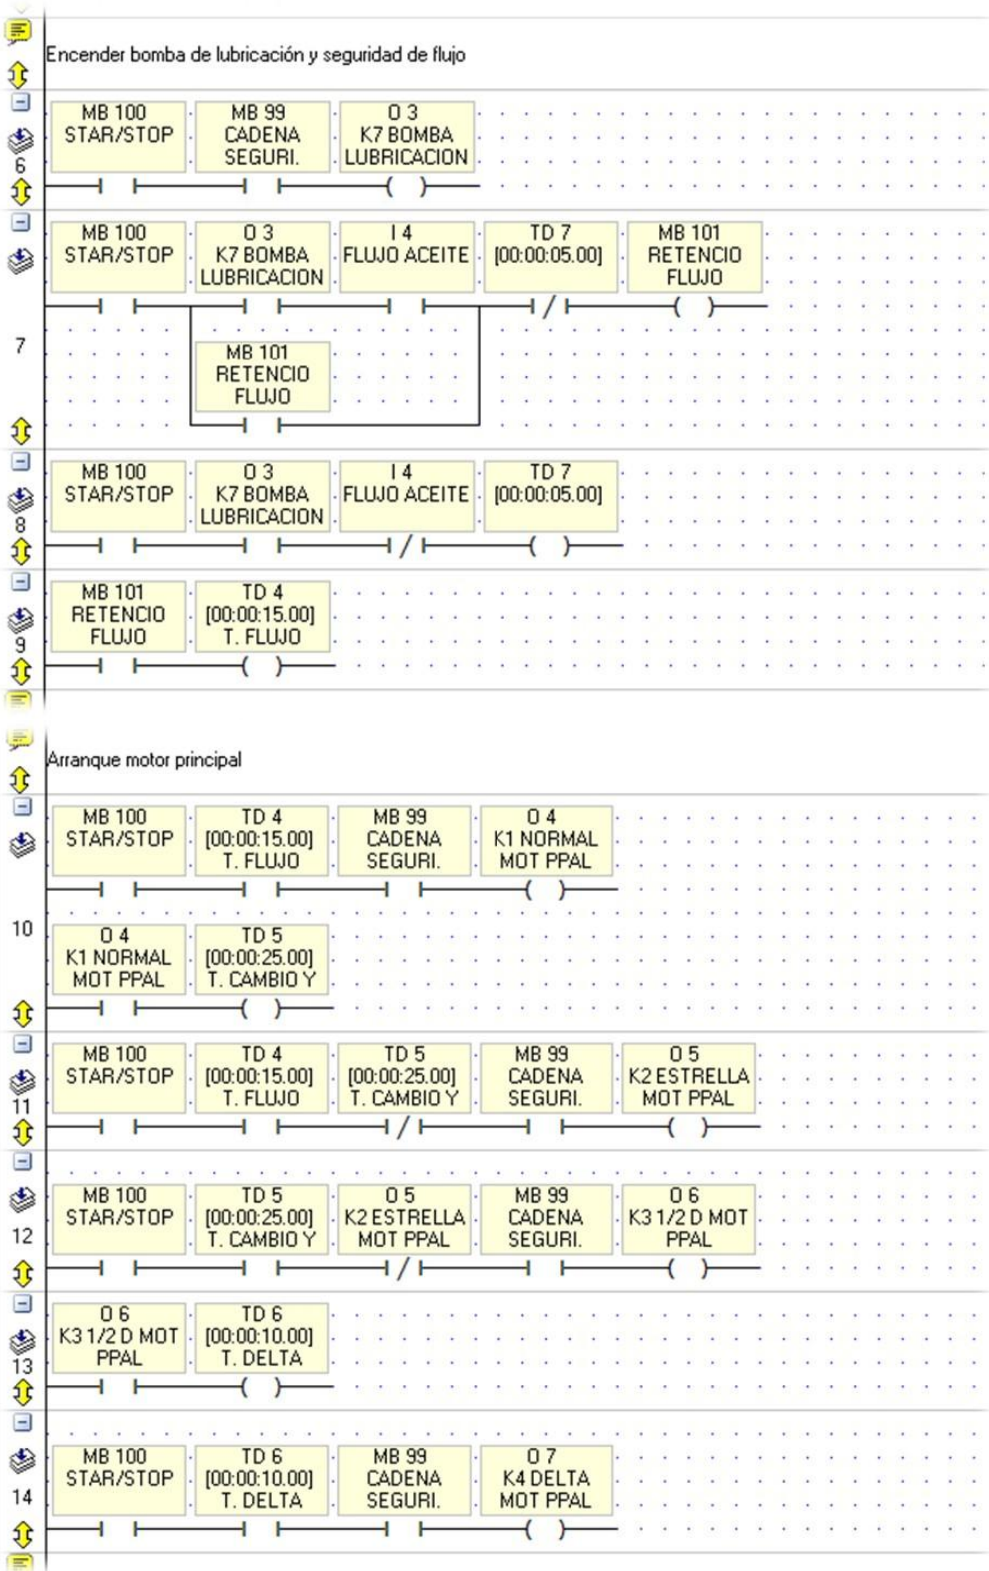 Encender bomba de lubricación y seguridad de flujo
MB 100 MB 99 O 3
STAR/STOP CADENA K7 BOMBA
SEGURI. LUBRICACION
6
MB 100 O 3 I 4 TD 7 MB 101
STAR/STOP K7 BOMBA FLUJO ACEITE [00:00:05.00] RETENCIO
LUBRICACION FLUJO
7
MB 101
RETENCIO
FLUJO
MB 100 O 3 I 4 TD 7
STAR/STOP K7 BOMBA FLUJO ACEITE [00:00:05.00]
LUBRICACION
8
MB 101 TD 4
RETENCIO [00:00:15.00]
FLUJO T. FLUJO
9
Arranque motor principal
MB 100 TD 4 MB 99 O 4
STAR/STOP [00:00:15.00] CADENA K1 NORMAL
T. FLUJO SEGURI. MOT PPAL
10
O 4 TD 5
K1 NORMAL [00:00:25.00]
MOT PPAL T. CAMBIO Y
MB 100 TD 4 TD 5 MB 99 O 5
STAR/STOP [00:00:15.00] [00:00:25.00] CADENA K2 ESTRELLA
T. FLUJO T. CAMBIO Y SEGURI. MOT PPAL
11
MB 100 TD 5 O 5 MB 99 O 6
STAR/STOP [00:00:25.00] K2 ESTRELLA CADENA K3 1/2 D MOT
T. CAMBIO Y MOT PPAL SEGURI. PPAL
12
O 6 TD 6
K3 1/2 D MOT [00:00:10.00]
PPAL T. DELTA
13
MB 100 TD 6 MB 99 O 7
STAR/STOP [00:00:10.00] CADENA K4 DELTA
T. DELTA SEGURI. MOT PPAL
14